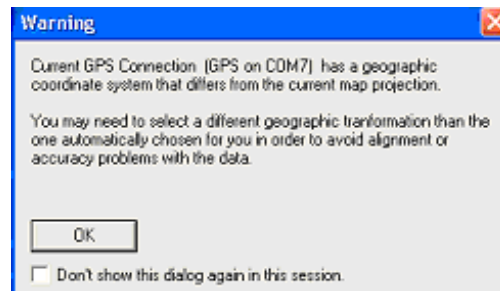 Warning
Current GPS Connection (GPS on COM7) has a geographic
coordinate system that differs from the current map projection.
You may need to select a different geographic tranformation than the
one automatically chosen for you in order to avoid alignment or
accuracy problems with the data.
OK
Don't show this dialog again in this session.